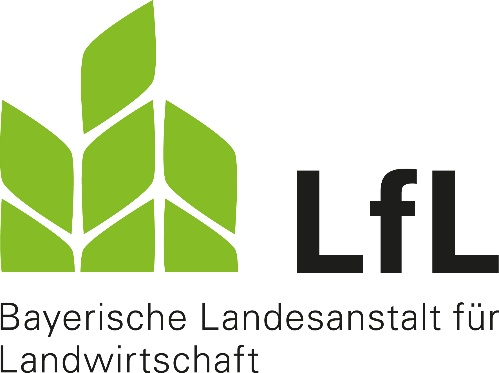 LfL
Bayerische Landesanstalt für
Landwirtschaft